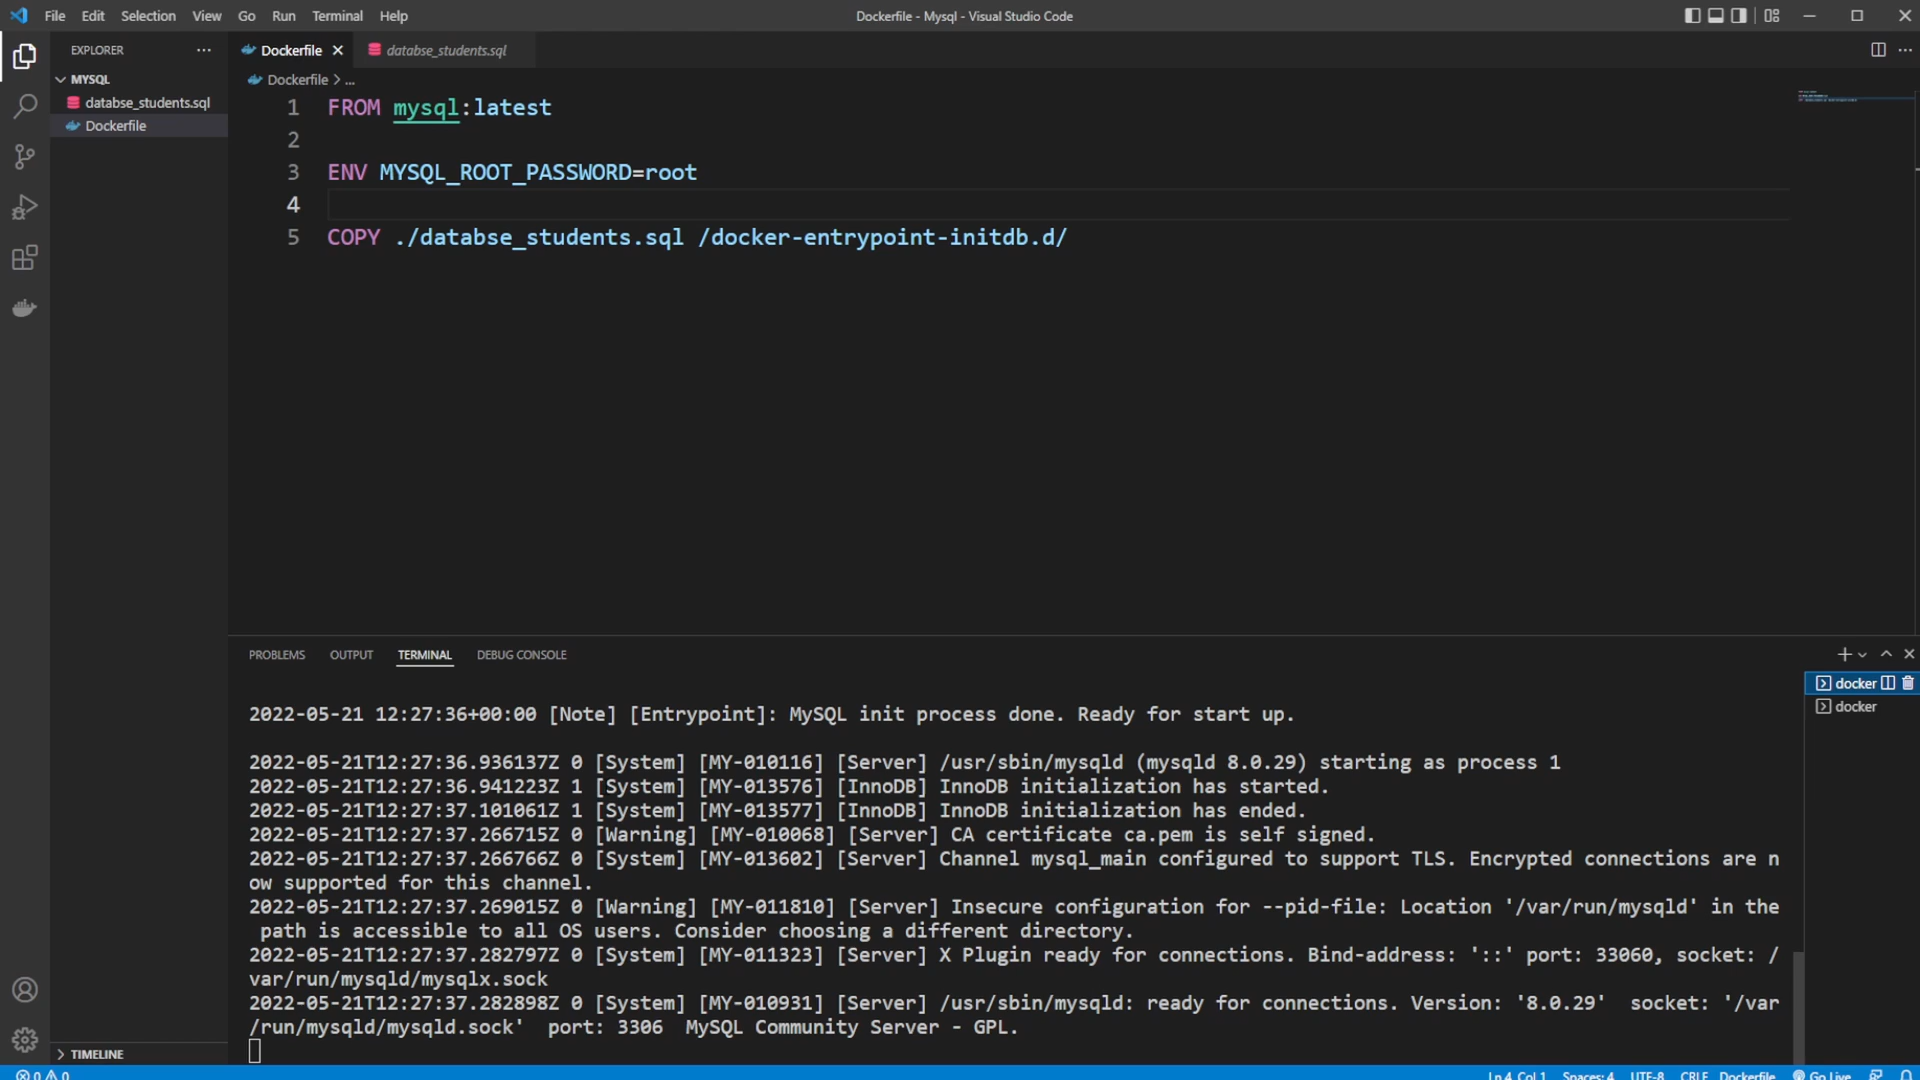 File Edit Selection View Go Run Terminal Help
Dockerfile - Mysql - Visual Studio Code
EXPLORER
Dockerfile
databse_students.sql
MYSQL
databse_students.sql
Dockerfile
Dockerfile > ...
1 FROM mysql:latest
2
3 ENV MYSQL_ROOT_PASSWORD=root
4
5 COPY ./databse_students.sql /docker-entrypoint-initdb.d/
PROBLEMS OUTPUT TERMINAL DEBUG CONSOLE
docker
docker
2022-05-21 12:27:36+00:00 [Note] [Entrypoint]: MySQL init process done. Ready for start up.
2022-05-21T12:27:36.936137Z 0 [System] [MY-010116] [Server] /usr/sbin/mysqld (mysqld 8.0.29) starting as process 1
2022-05-21T12:27:36.941223Z 1 [System] [MY-013576] [InnoDB] InnoDB initialization has started.
2022-05-21T12:27:37.101061Z 1 [System] [MY-013577] [InnoDB] InnoDB initialization has ended.
2022-05-21T12:27:37.266715Z 0 [Warning] [MY-010068] [Server] CA certificate ca.pem is self signed.
2022-05-21T12:27:37.266766Z 0 [System] [MY-013602] [Server] Channel mysql_main configured to support TLS. Encrypted connections are n
ow supported for this channel.
2022-05-21T12:27:37.269015Z 0 [Warning] [MY-011810] [Server] Insecure configuration for --pid-file: Location '/var/run/mysqld' in the
path is accessible to all OS users. Consider choosing a different directory.
2022-05-21T12:27:37.282797Z 0 [System] [MY-011323] [Server] X Plugin ready for connections. Bind-address: '::' port: 33060, socket: /
var/run/mysqld/mysqlx.sock
2022-05-21T12:27:37.282898Z 0 [System] [MY-010931] [Server] /usr/sbin/mysqld: ready for connections. Version: '8.0.29'  socket: '/var
/run/mysqld/mysqld.sock'  port: 3306  MySQL Community Server - GPL.
TIMELINE
0 0
Ln 4, Col 1 Spaces: 4 UTF-8 CRLF Dockerfile Go Live